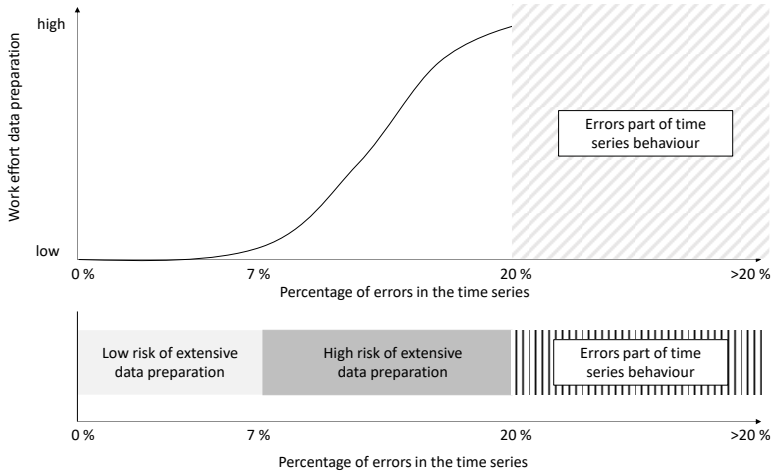 high
Work effort data preparation
Errors part of time
series behaviour
low
0 %
7 %
20 %
>20 %
Percentage of errors in the time series
Low risk of extensive
data preparation
High risk of extensive
data preparation
Errors part of time
series behaviour
0 %
7 %
20 %
>20 %
Percentage of errors in the time series